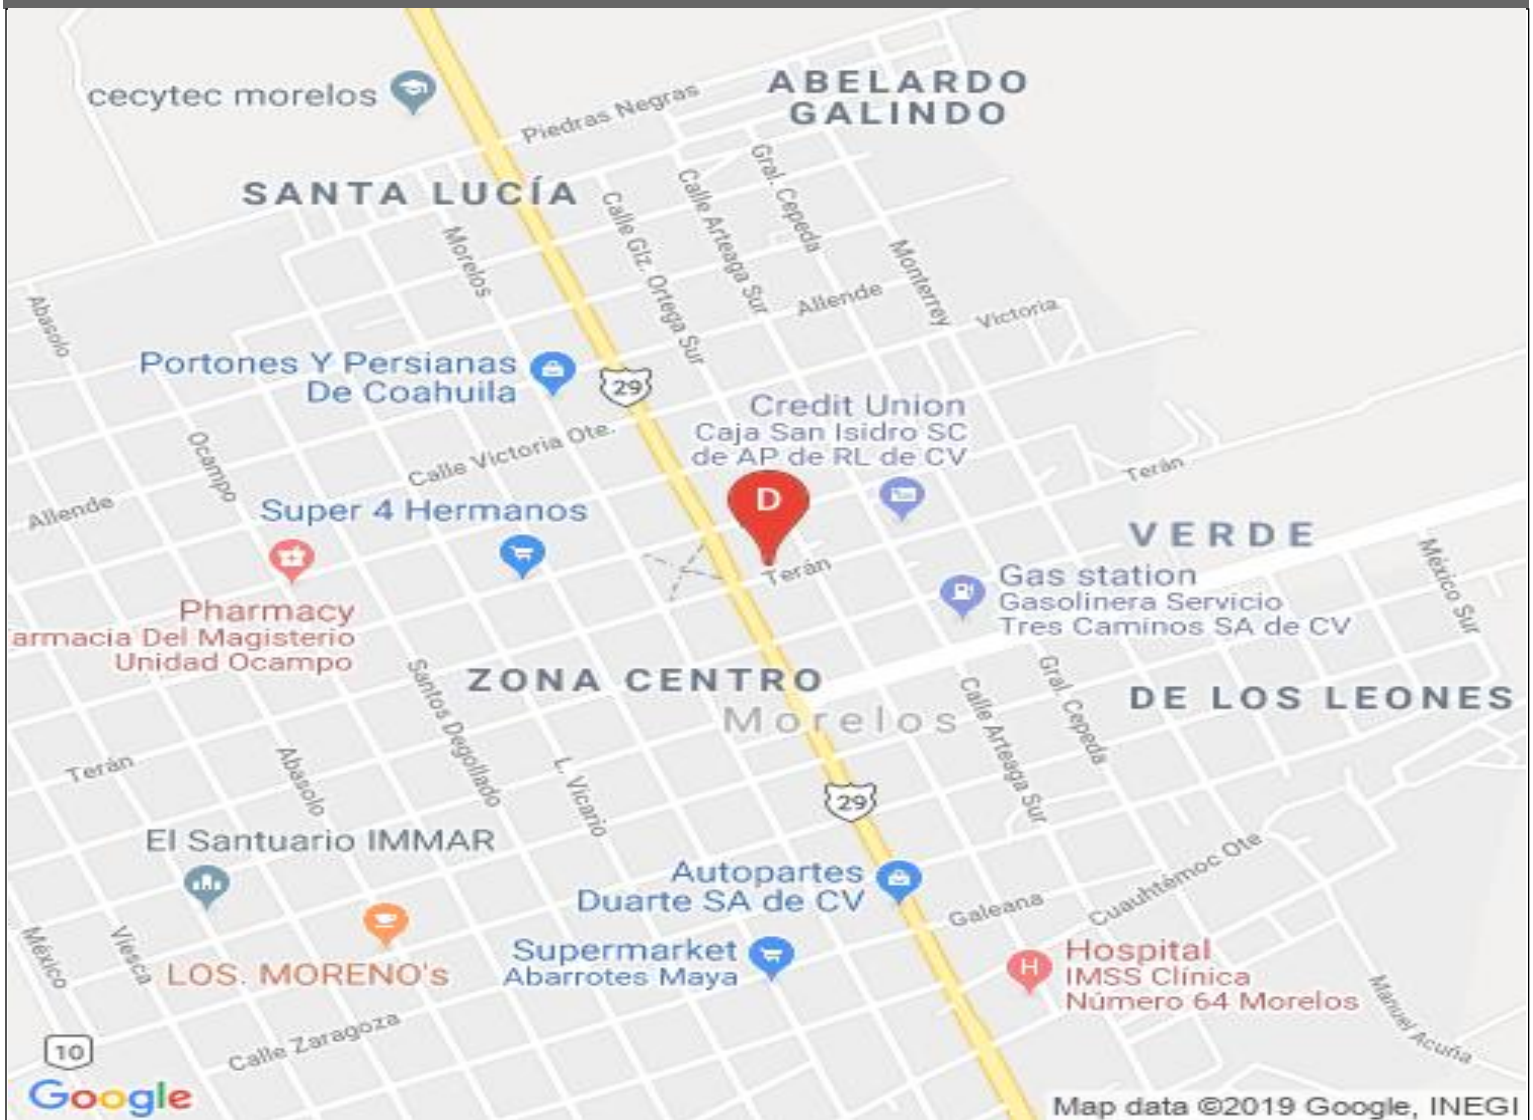 cecytec morelos
Piedras Negras
ABELARDO
GALINDO
SANTA LUCÍA
Morelos
Calle Glz. Ortega Sur
Calle Arteaga Sur
Gral. Cepeda
Monterrey
Allende
Victoria
Abasolo
Portones Y Persianas
De Coahuila
29
Calle Victoria Ote.
Ocampo
Credit Union
Caja San Isidro SC
de AP de RL de CV
Terán
Allende
Super 4 Hermanos
D
VERDE
Terán
Gas station
Gasolinera Servicio
Tres Caminos SA de CV
México Sur
Pharmacy
armacia Del Magisterio
Unidad Ocampo
ZONA CENTRO
Morelos
Santos Degollado
Calle Arteaga Sur
Gral. Cepeda
DE LOS LEONES
Terán
Abasolo
L. Vicario
29
El Santuario IMMAR
Autopartes
Duarte SA de CV
Galeana
Cuauhtémoc Ote
México
Viesca
LOS. MORENO's
Supermarket
Abarrotes Maya
H
Hospital
IMSS Clínica
Número 64 Morelos
Manuel Acuña
Calle Zaragoza
10
Google
Map data ©2019 Google, INEGI